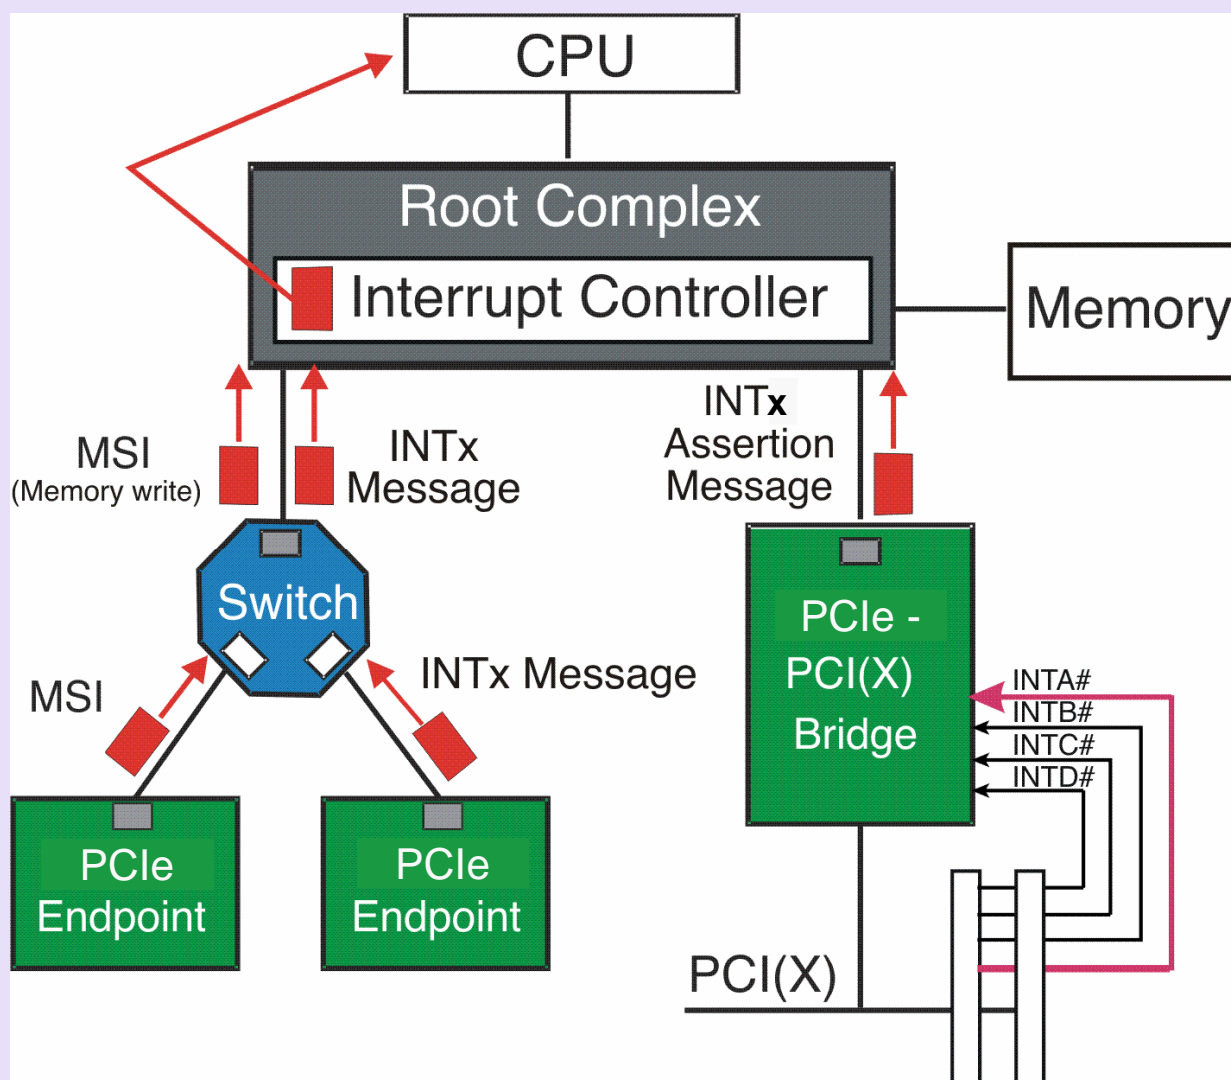 CPU
Root Complex
Interrupt Controller
Memory
MSI
(Memory write)
INTx
Message
INTx
Assertion
Message
Switch
MSI
INTx Message
PCIe -
PCI(X)
Bridge
INTA#
INTB#
INTC#
INTD#
PCIe
Endpoint
PCIe
Endpoint
PCI(X)